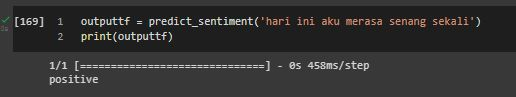 [169] 1 outputtf = predict_sentiment('hari ini aku merasa senang sekali')
0s 2 print(outputtf)
1/1 [==============================] - 0s 458ms/step
positive